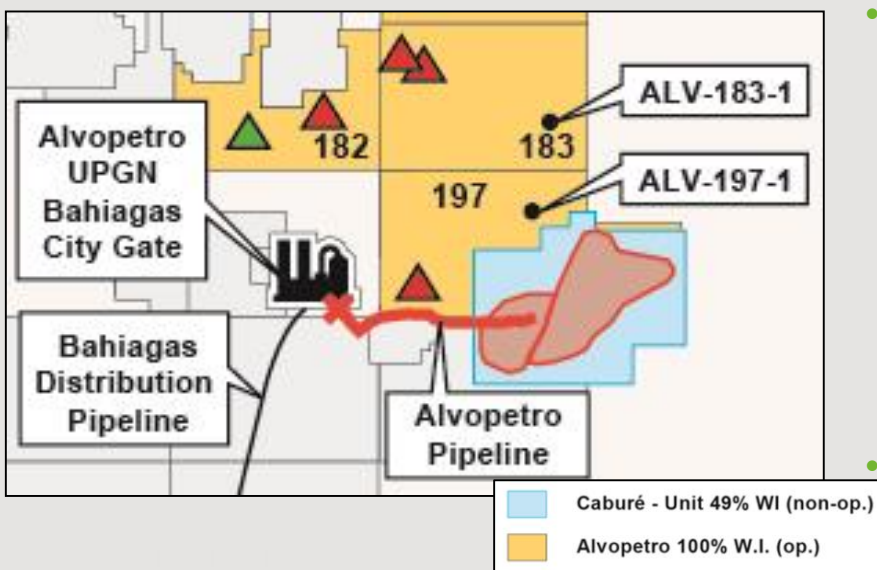 ALV-183-1
Alvopetro
UPGN
Bahiagas
City Gate
182
183
ALV-197-1
197
Bahiagas
Distribution
Pipeline
Alvopetro
Pipeline
Caburé - Unit 49% WI (non-op.)
Alvopetro 100% W.I. (op.)